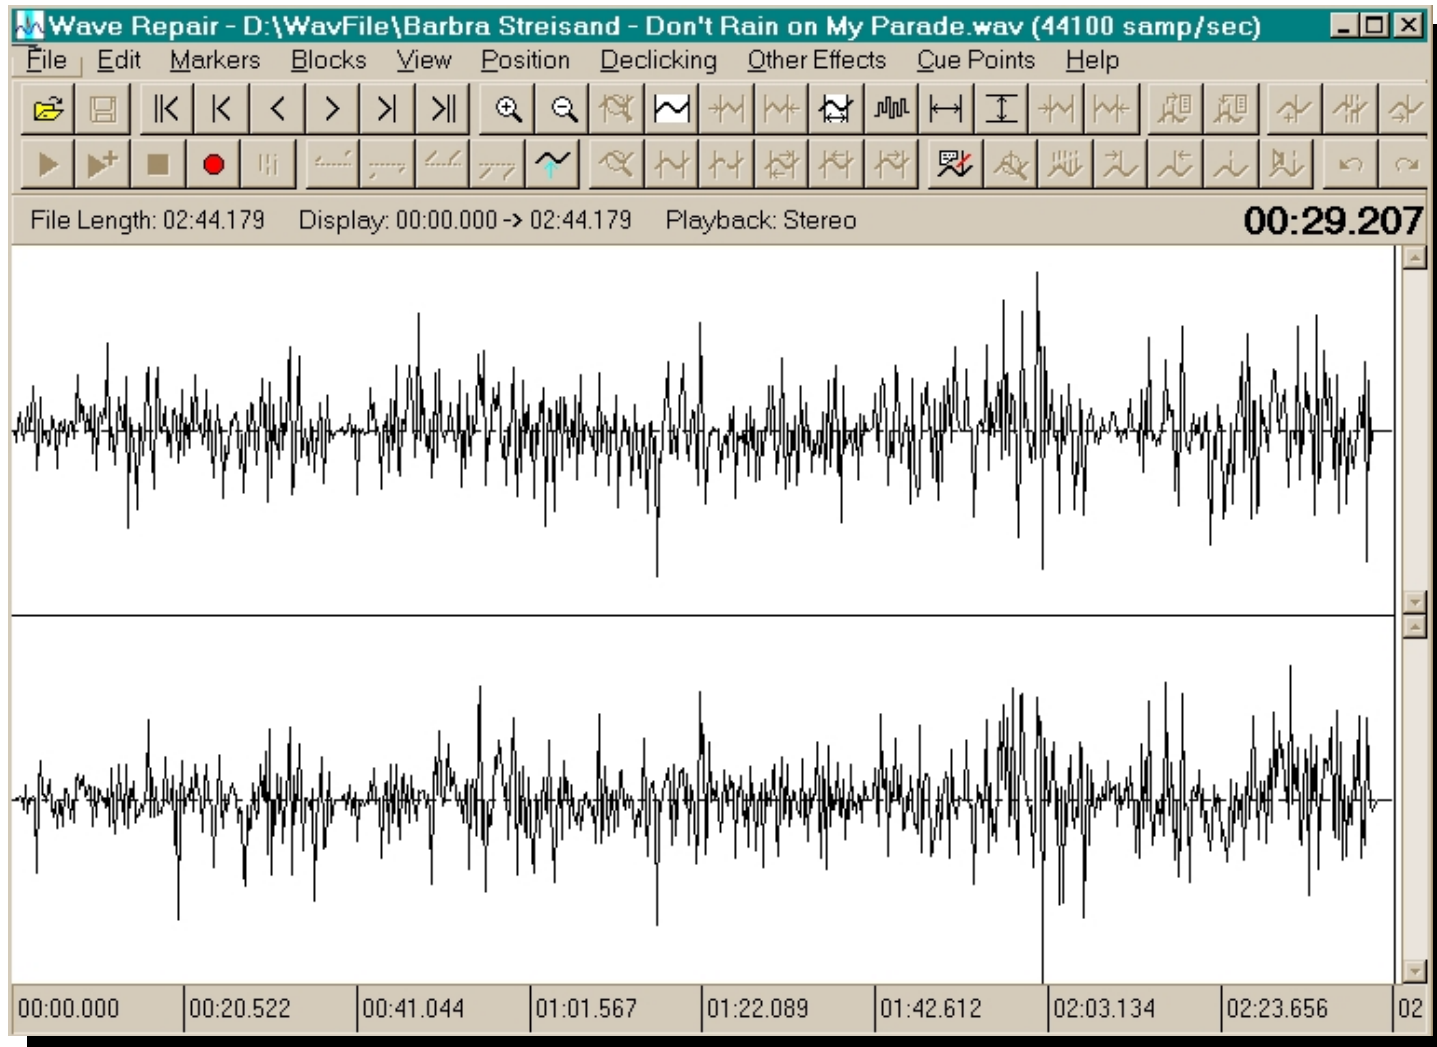 Wave Repair - D:\WavFile\Barbra Streisand - Don't Rain on My Parade.wav (44100 samp/sec)
File Edit Markers Blocks View Position Declicking Other Effects Cue Points Help
File Length: 02:44.179 Display: 00:00.000 -> 02:44.179 Playback: Stereo 00:29.207
00:00.000 00:20.522 00:41.044 01:01.567 01:22.089 01:42.612 02:03.134 02:23.656 02